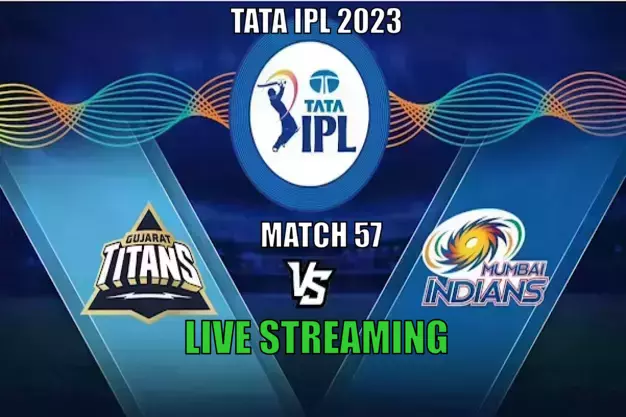 TATA IPL 2023
TATA
IPL
MATCH 57
GUJARAT
TITANS
VS
MUMBAI
INDIANS
LIVE STREAMING